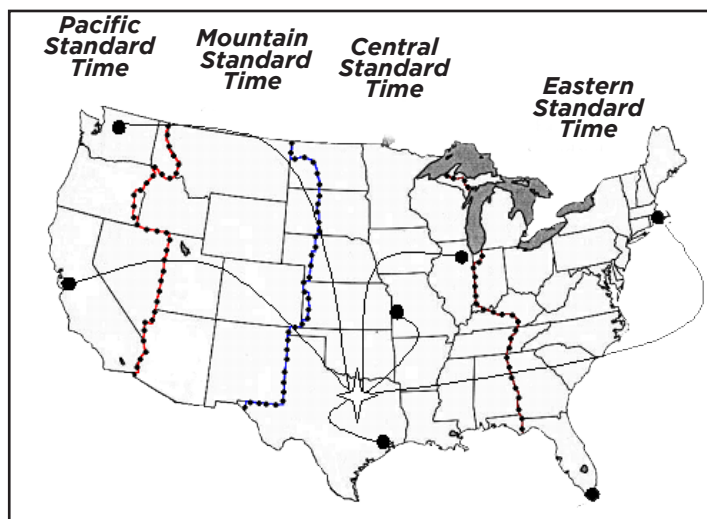 Pacific
Standard
Time
Mountain
Standard
Time
Central
Standard
Time
Eastern
Standard
Time